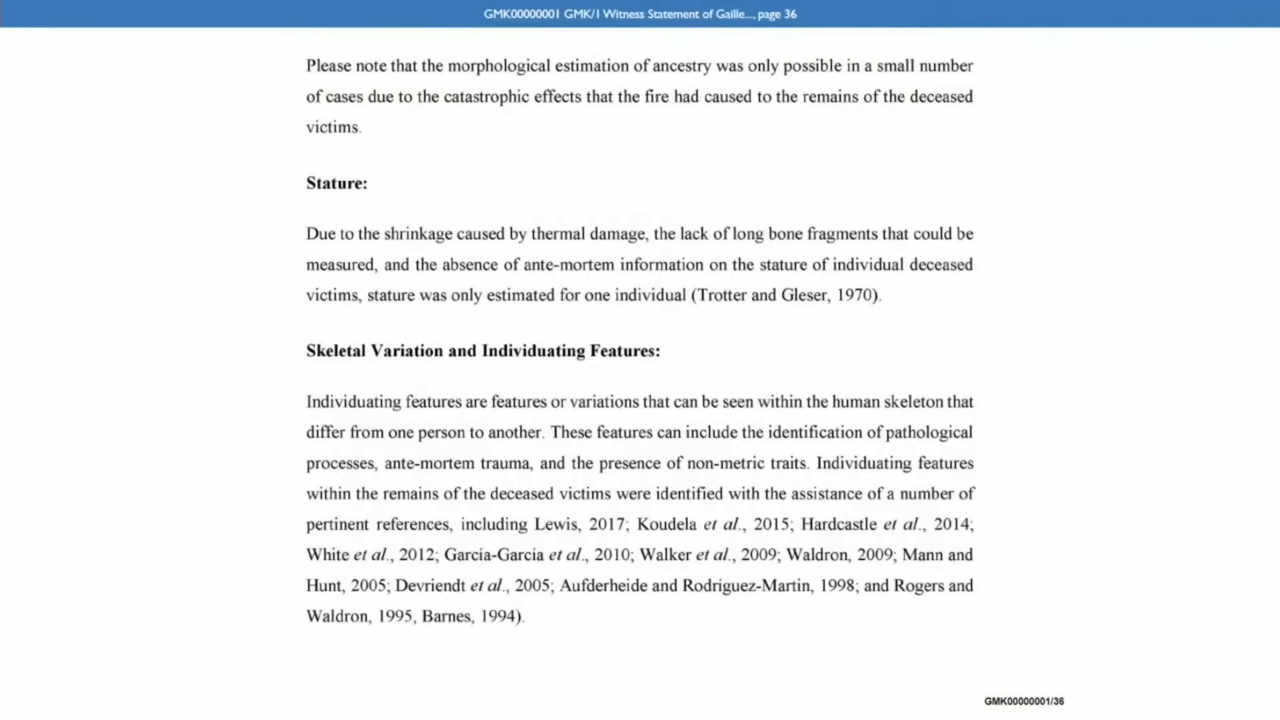 GMK00000001 GMK/1 Witness Statement of Gaille..., page 36
Please note that the morphological estimation of ancestry was only possible in a small number
of cases due to the catastrophic effects that the fire had caused to the remains of the deceased
victims.
Stature:
Due to the shrinkage caused by thermal damage, the lack of long bone fragments that could be
measured, and the absence of ante-mortem information on the stature of individual deceased
victims, stature was only estimated for one individual (Trotter and Gleser, 1970).
Skeletal Variation and Individuating Features:
Individuating features are features or variations that can be seen within the human skeleton that
differ from one person to another. These features can include the identification of pathological
processes, ante-mortem trauma, and the presence of non-metric traits. Individuating features
within the remains of the deceased victims were identified with the assistance of a number of
pertinent references, including Lewis, 2017; Koudela et al., 2015; Hardcastle et al., 2014;
White et al., 2012; García-García et al., 2010; Walker et al., 2009; Waldron, 2009; Mann and
Hunt, 2005; Devriendt et al., 2005; Aufderheide and Rodríguez-Martin, 1998; and Rogers and
Waldron, 1995, Barnes, 1994).
GMK00000001/36